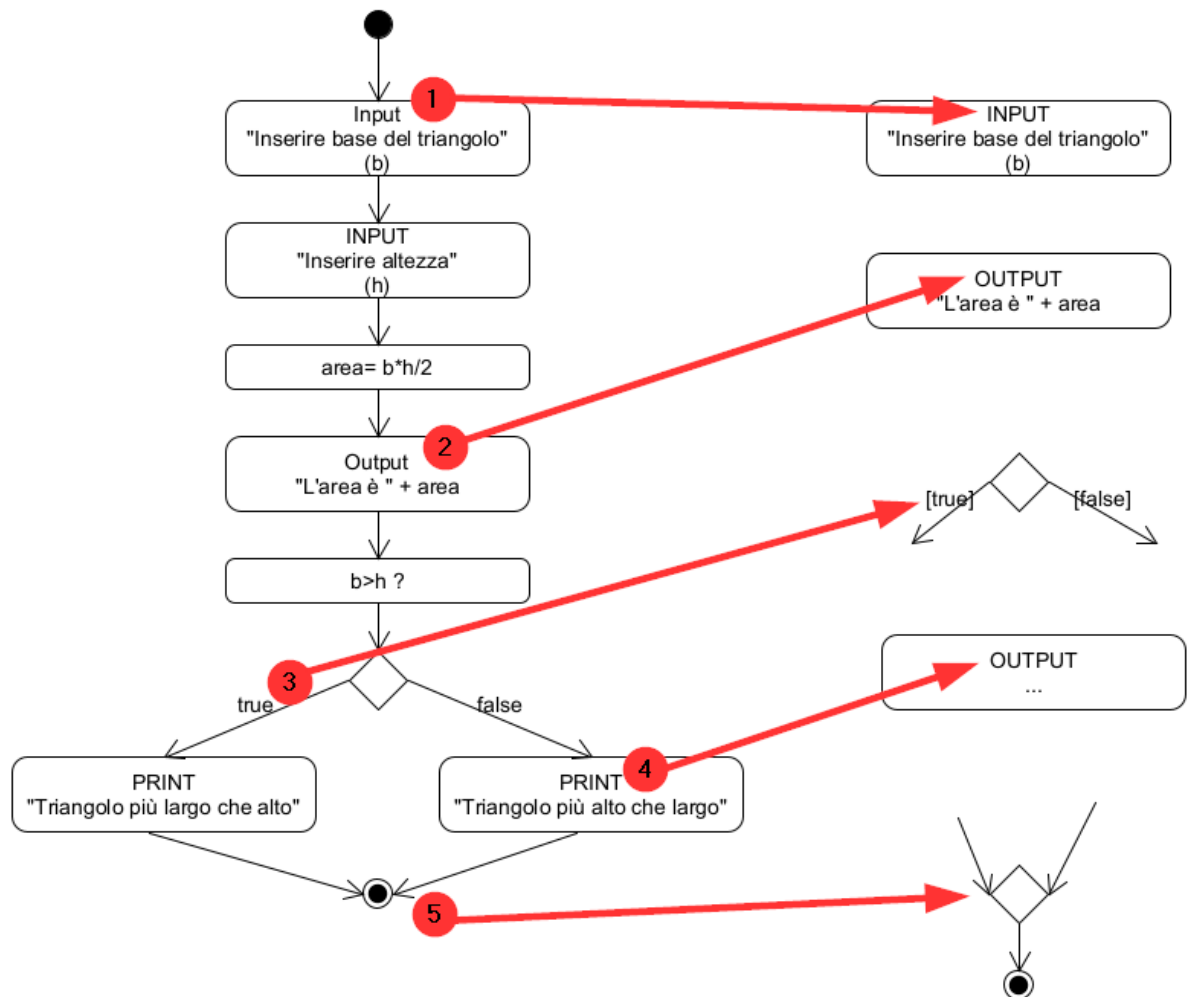 1
Input
"Inserire base del triangolo"
(b)
INPUT
"Inserire base del triangolo"
(b)
INPUT
"Inserire altezza"
(h)
OUTPUT
"L'area è " + area
area= b*h/2
2
Output
"L'area è " + area
[true]
[false]
b>h ?
3
true
false
OUTPUT
...
PRINT
"Triangolo più largo che alto"
4
PRINT
"Triangolo più alto che largo"
5